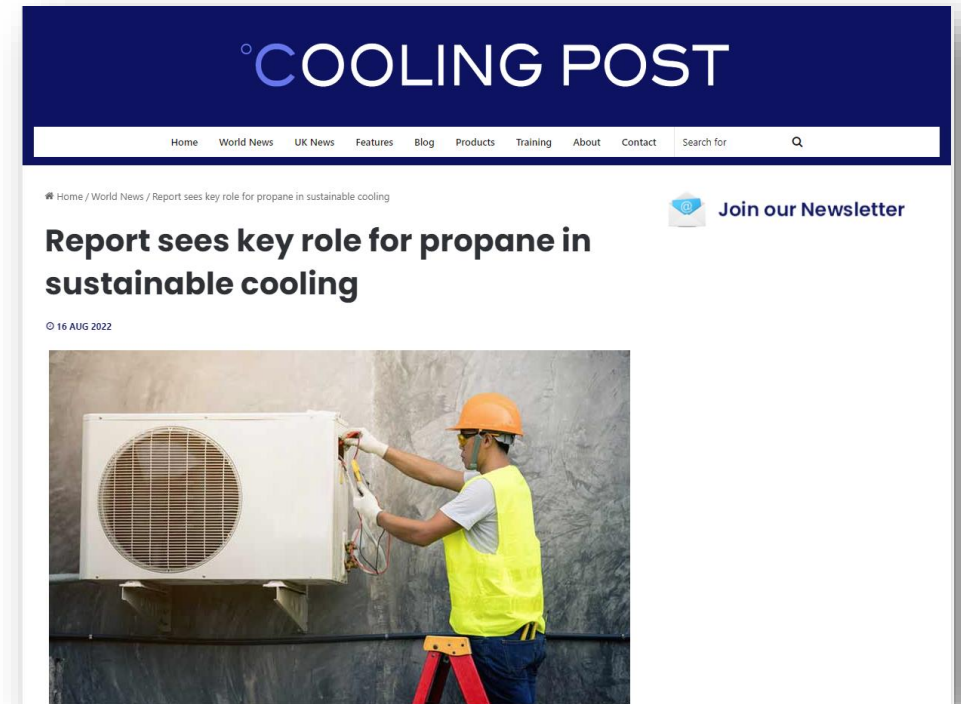 °COOLING POST
Home World News UK News Features Blog Products Training About Contact Search for
Home / World News / Report sees key role for propane in sustainable cooling
Join our Newsletter
Report sees key role for propane in
sustainable cooling
16 AUG 2022